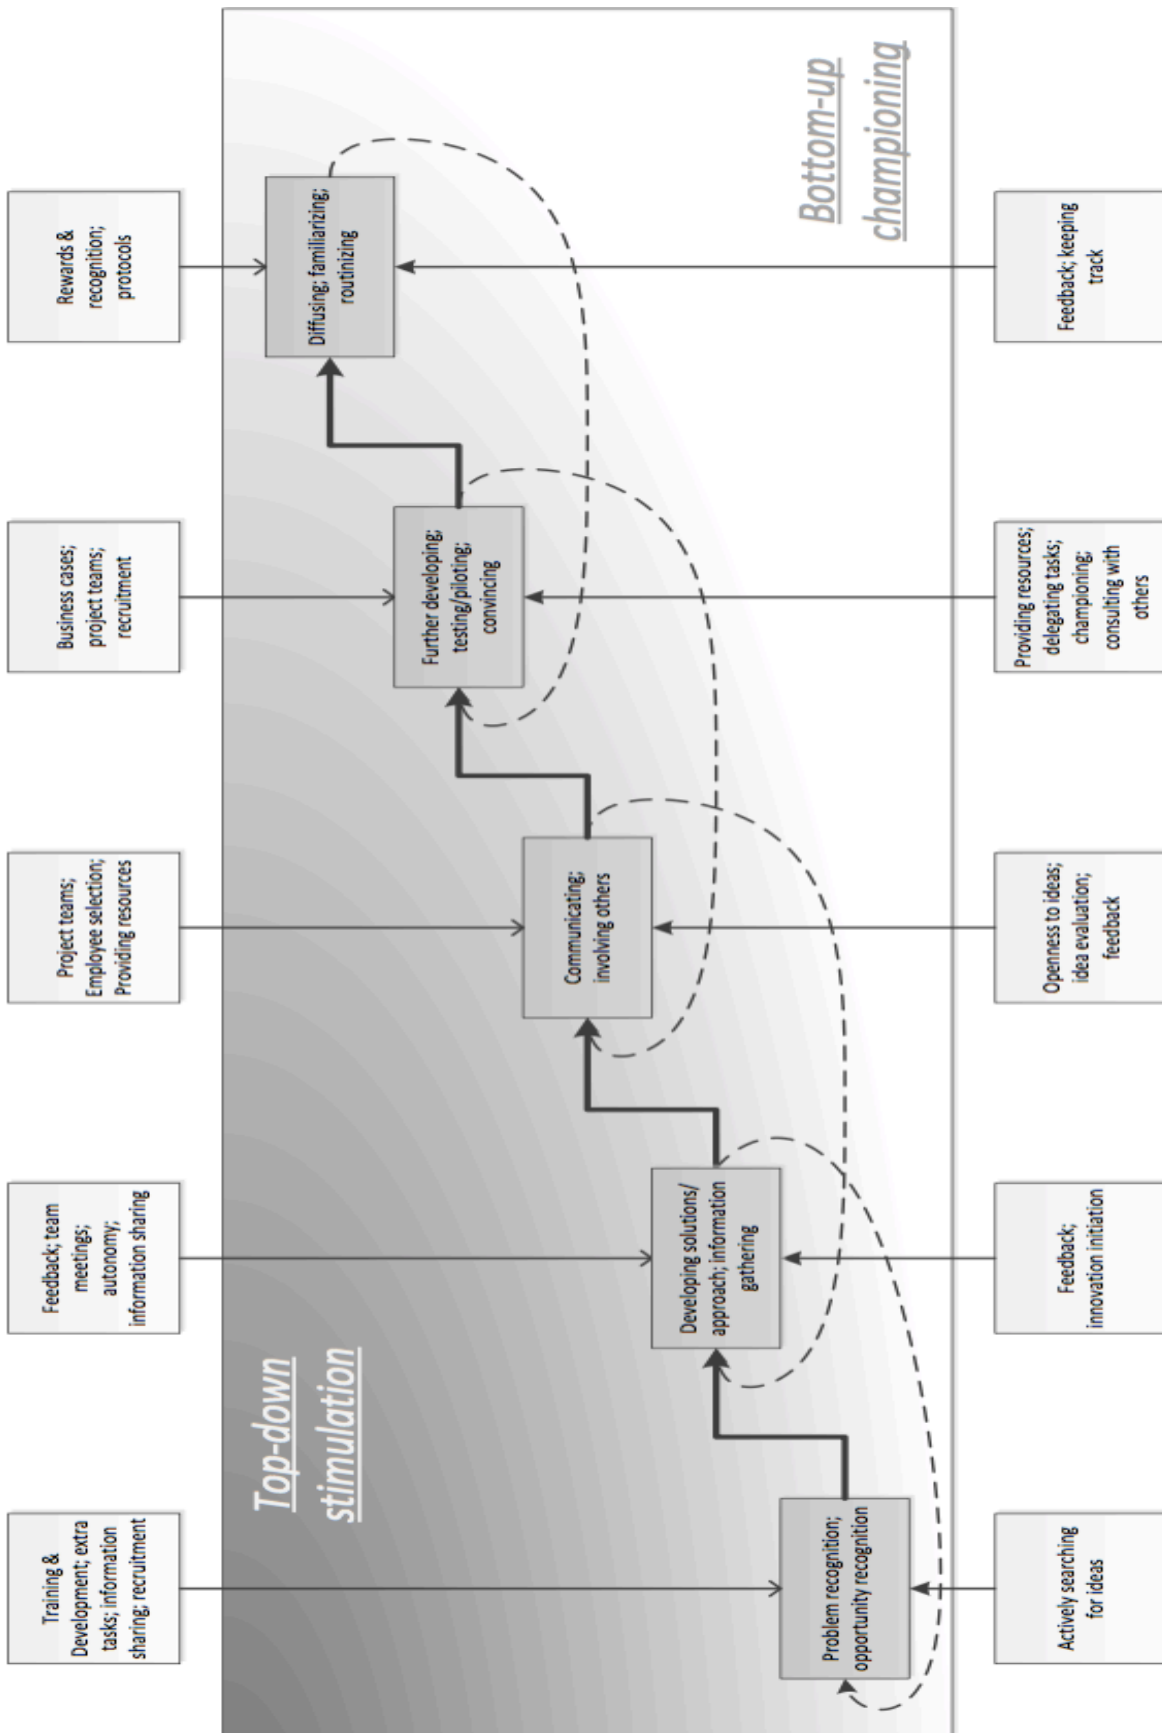 Training &
Development; extra
tasks; information
sharing; recruitment
Feedback; team
meetings;
autonomy;
information sharing
Project teams;
Employee selection;
Providing resources
Business cases;
project teams;
recruitment
Rewards &
recognition;
protocols
Top-down
stimulation
Problem recognition;
opportunity recognition
Developing solutions/
approach; information
gathering
Communicating;
involving others
Further developing;
testing/piloting;
convincing
Diffusing; familiarizing;
routinizing
Bottom-up
championing
Actively searching
for ideas
Feedback;
innovation initiation
Openness to ideas;
idea evaluation;
feedback
Providing resources;
delegating tasks;
championing;
consulting with
others
Feedback; keeping
track